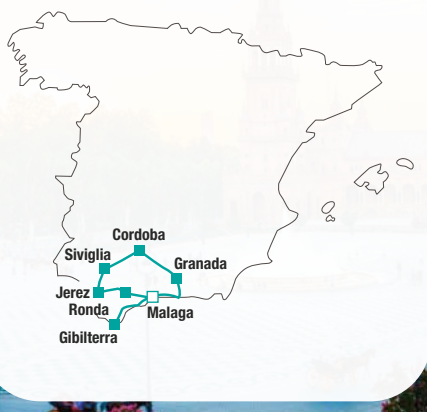 Cordoba
Siviglia
Granada
Jerez
Ronda
Malaga
Gibilterra